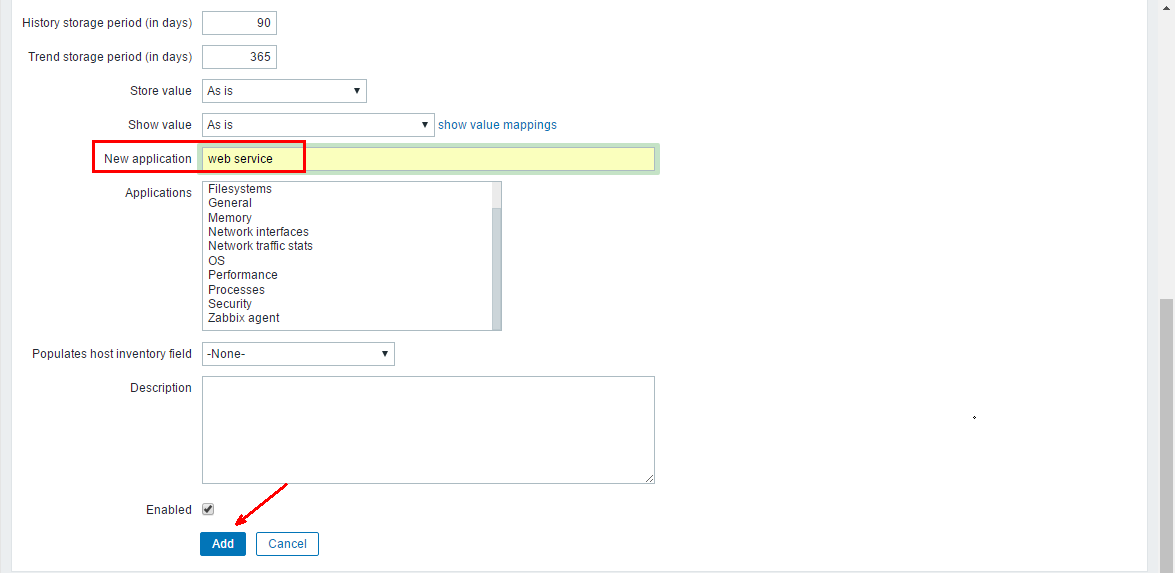 History storage period (in days) 90
Trend storage period (in days) 365
Store value As is
Show value As is show value mappings
New application web service
Applications Filesystems
General
Memory
Network interfaces
Network traffic stats
OS
Performance
Processes
Security
Zabbix agent
Populates host inventory field -None-
Description
Enabled
Add Cancel